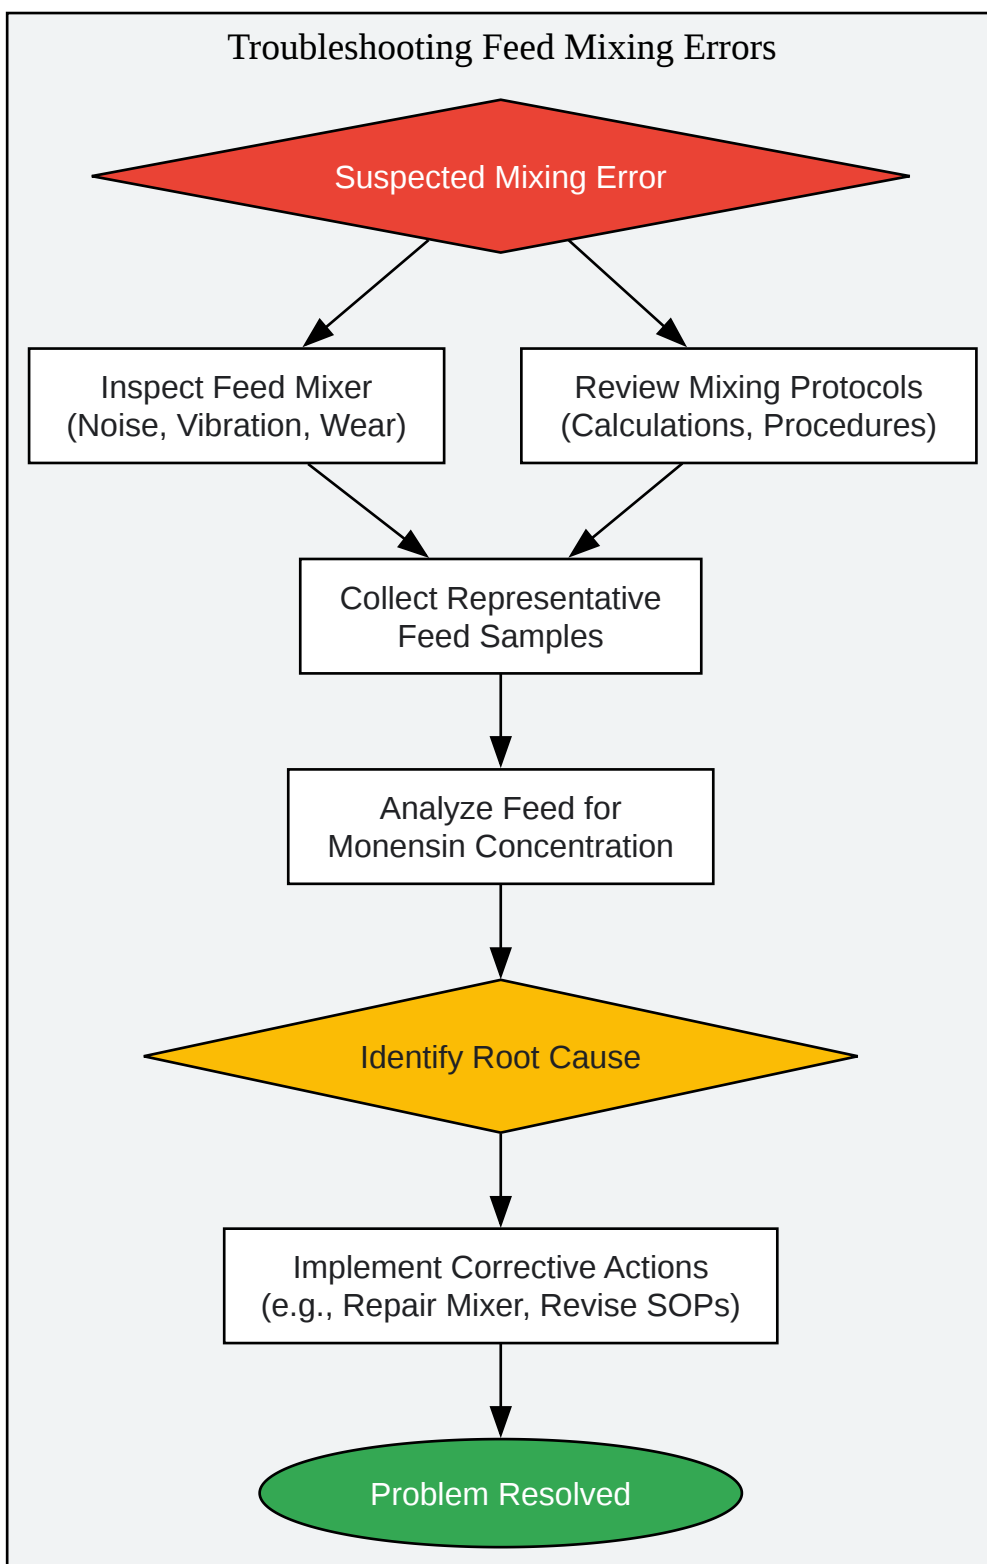 Troubleshooting Feed Mixing Errors
Suspected Mixing Error
Inspect Feed Mixer
(Noise, Vibration, Wear)
Review Mixing Protocols
(Calculations, Procedures)
Collect Representative
Feed Samples
Analyze Feed for
Monensin Concentration
Identify Root Cause
Implement Corrective Actions
(e.g., Repair Mixer, Revise SOPs)
Problem Resolved